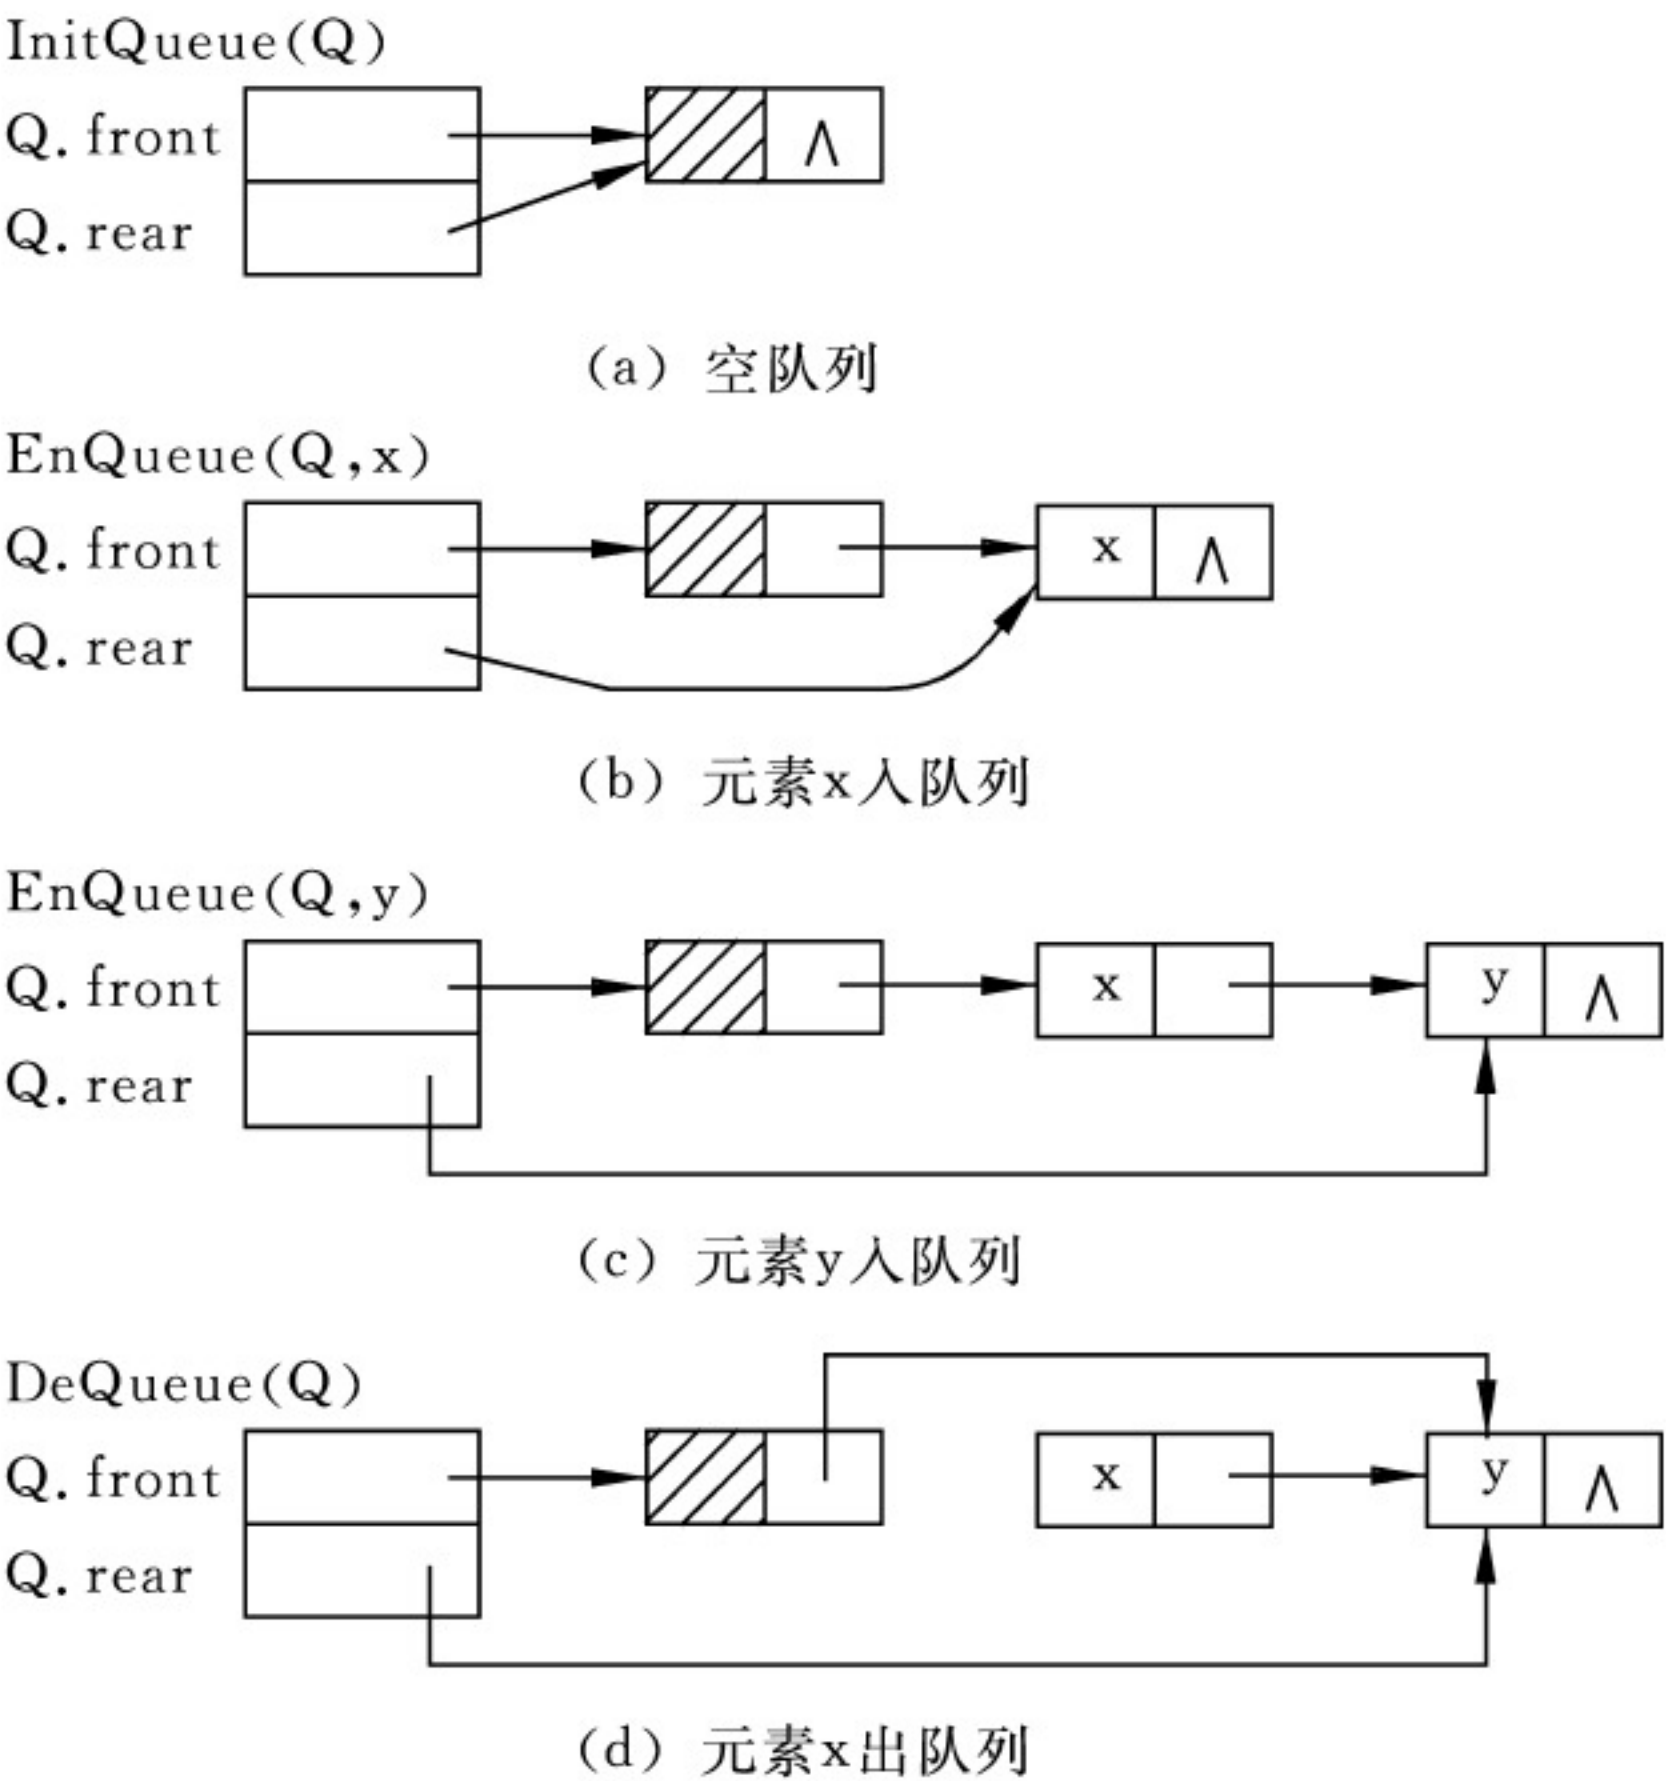 InitQueue(Q)
Q. front ∧
Q. rear
(a) 空队列
EnQueue(Q,x)
Q. front x ∧
Q. rear
(b) 元素x入队列
EnQueue(Q,y)
Q. front x y ∧
Q. rear
(c) 元素y入队列
DeQueue(Q)
Q. front x y ∧
Q. rear
(d) 元素x出队列